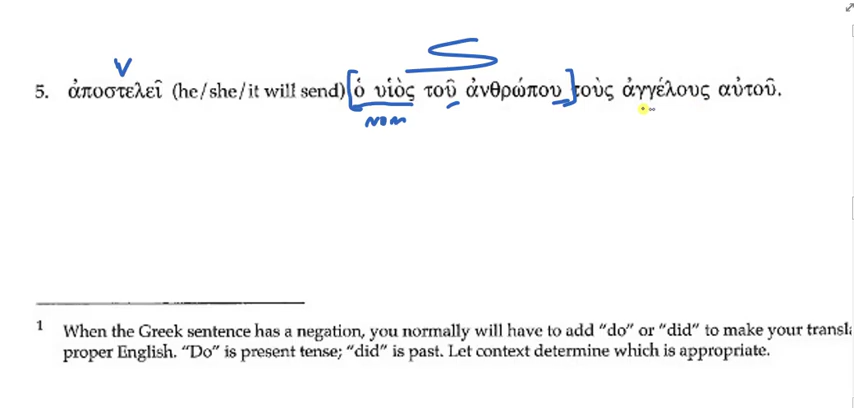 V S
5. ἀποστελεῖ (he/she/it will send) [ὁ υἱὸς τοῦ ἀνθρώπου] τοὺς ἀγγέλους αὐτοῦ.
nom
1 When the Greek sentence has a negation, you normally will have to add “do” or “did” to make your transla
proper English. “Do” is present tense; “did” is past. Let context determine which is appropriate.